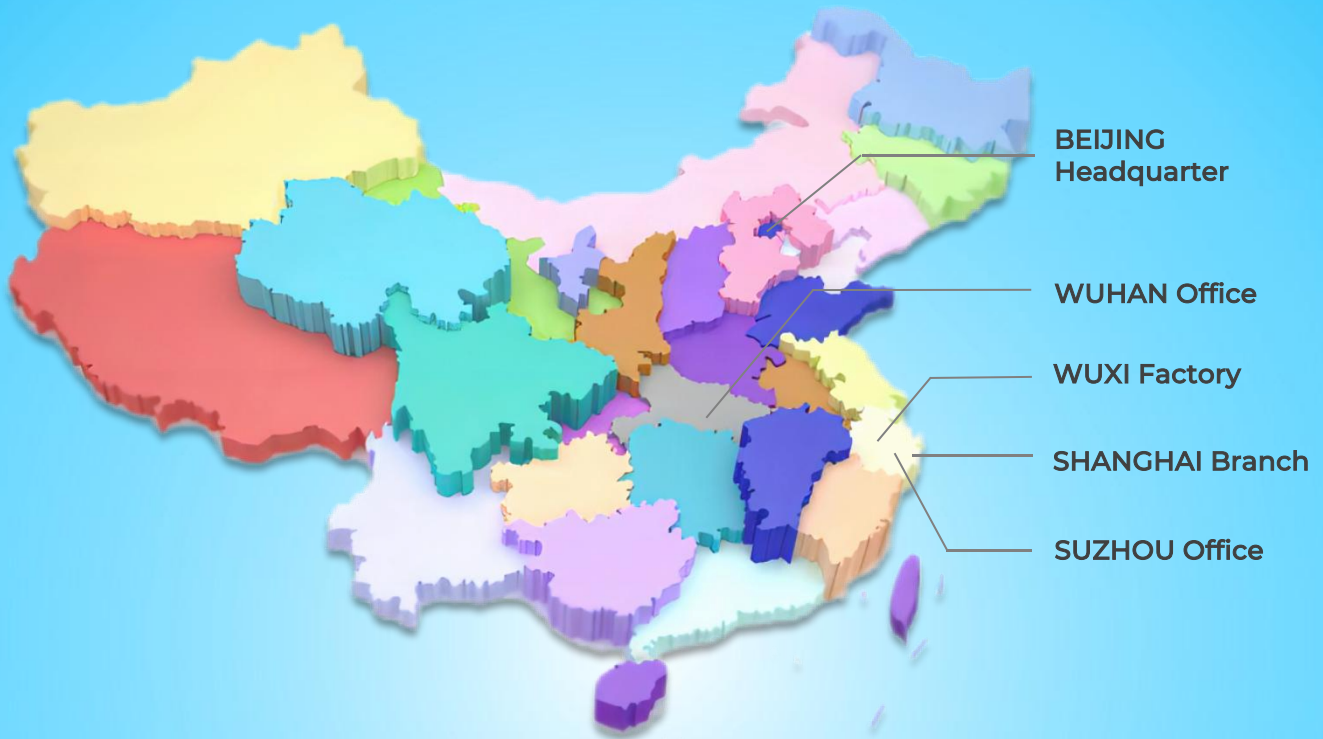 BEIJING
Headquarter
WUHAN Office
WUXI Factory
SHANGHAI Branch
SUZHOU Office